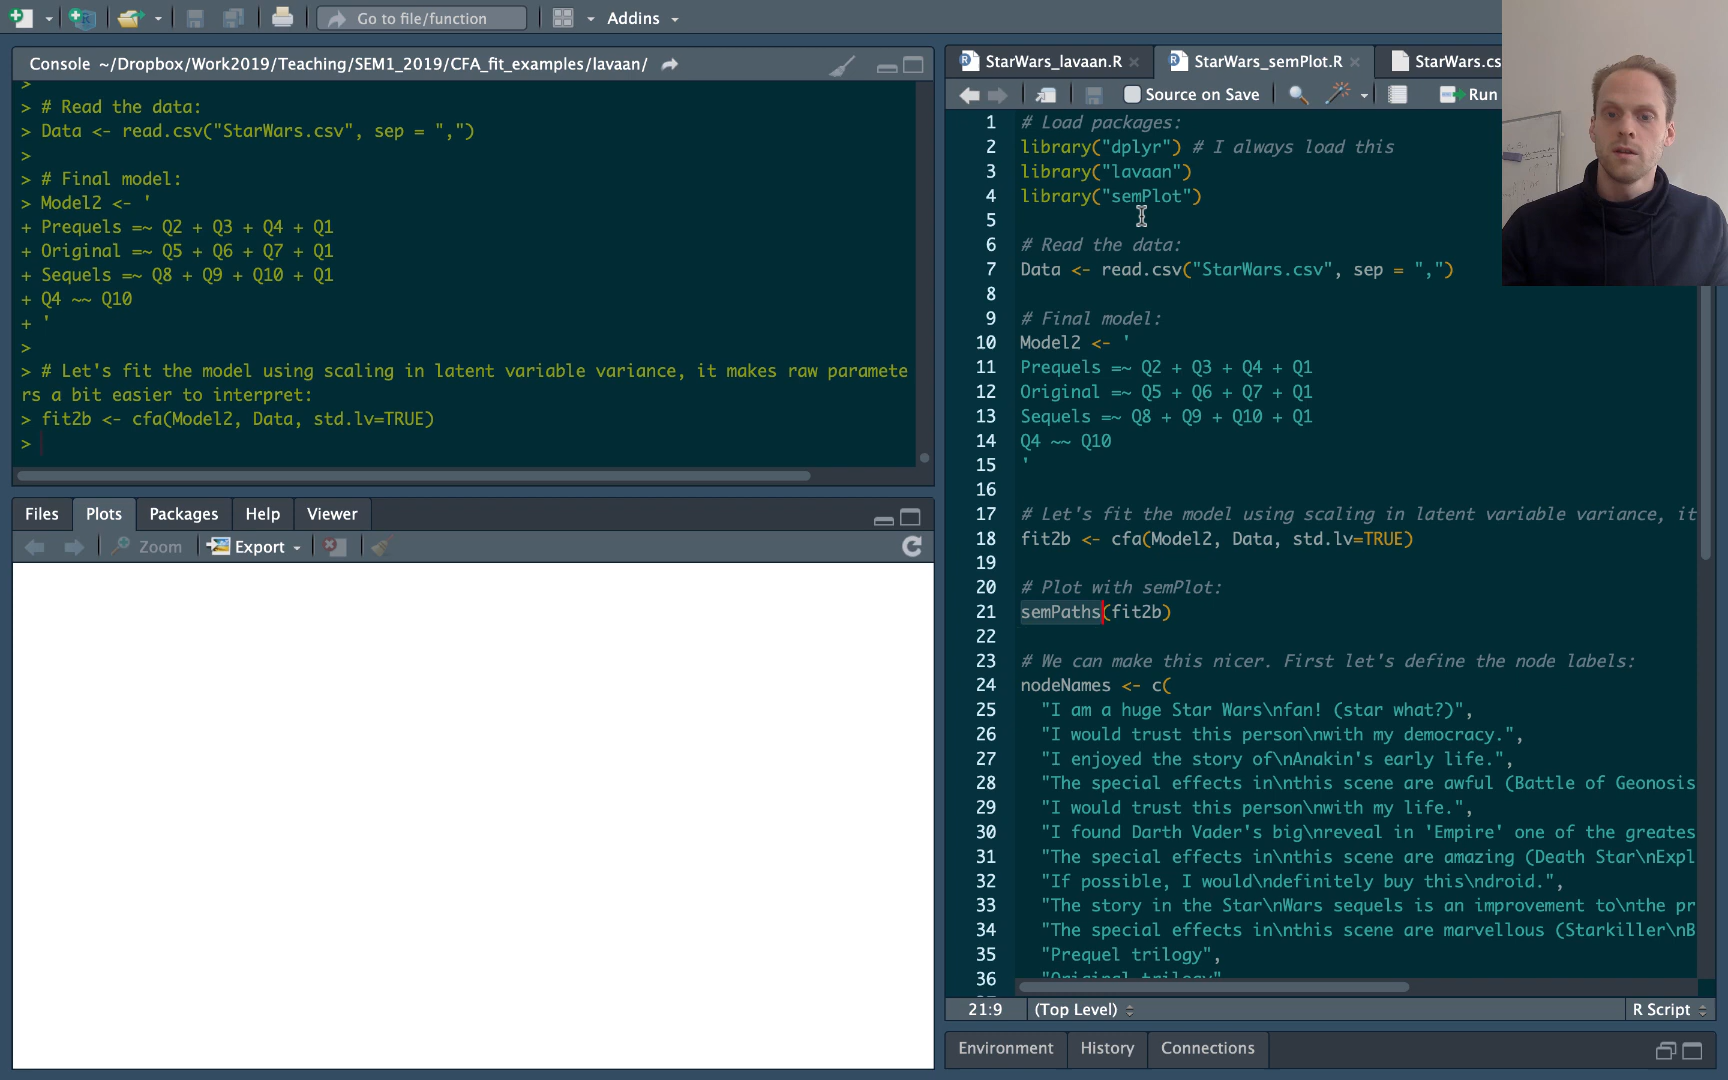 Go to file/function
Addins
Console ~/Dropbox/Work2019/Teaching/SEM1_2019/CFA_fit_examples/lavaan/
>
> # Read the data:
> Data <- read.csv("StarWars.csv", sep = ",")
>
> # Final model:
> Model2 <- '
+ Prequels =~ Q2 + Q3 + Q4 + Q1
+ Original =~ Q5 + Q6 + Q7 + Q1
+ Sequels =~ Q8 + Q9 + Q10 + Q1
+ Q4 ~~ Q10
+ '
>
> # Let's fit the model using scaling in latent variable variance, it makes raw paramete
rs a bit easier to interpret:
> fit2b <- cfa(Model2, Data, std.lv=TRUE)
>
Files Plots Packages Help Viewer
Zoom Export
StarWars_lavaan.R StarWars_semPlot.R StarWars.cs
Source on Save Run
1 # Load packages:
2 library("dplyr") # I always load this
3 library("lavaan")
4 library("semPlot")
5
6 # Read the data:
7 Data <- read.csv("StarWars.csv", sep = ",")
8
9 # Final model:
10 Model2 <- '
11 Prequels =~ Q2 + Q3 + Q4 + Q1
12 Original =~ Q5 + Q6 + Q7 + Q1
13 Sequels =~ Q8 + Q9 + Q10 + Q1
14 Q4 ~~ Q10
15 '
16
17 # Let's fit the model using scaling in latent variable variance, it
18 fit2b <- cfa(Model2, Data, std.lv=TRUE)
19
20 # Plot with semPlot:
21 semPaths(fit2b)
22
23 # We can make this nicer. First let's define the node labels:
24 nodeNames <- c(
25 "I am a huge Star Wars\nfan! (star what?)",
26 "I would trust this person\nwith my democracy.",
27 "I enjoyed the story of\nAnakin's early life.",
28 "The special effects in\nthis scene are awful (Battle of Geonosis
29 "I would trust this person\nwith my life.",
30 "I found Darth Vader's big\nreveal in 'Empire' one of the greates
31 "The special effects in\nthis scene are amazing (Death Star\nExpl
32 "If possible, I would\ndefinitely buy this\ndroid.",
33 "The story in the Star\nWars sequels is an improvement to\nthe pr
34 "The special effects in\nthis scene are marvellous (Starkiller\nB
35 "Prequel trilogy",
36 "Original trilogy"
21:9 (Top Level) R Script
Environment History Connections